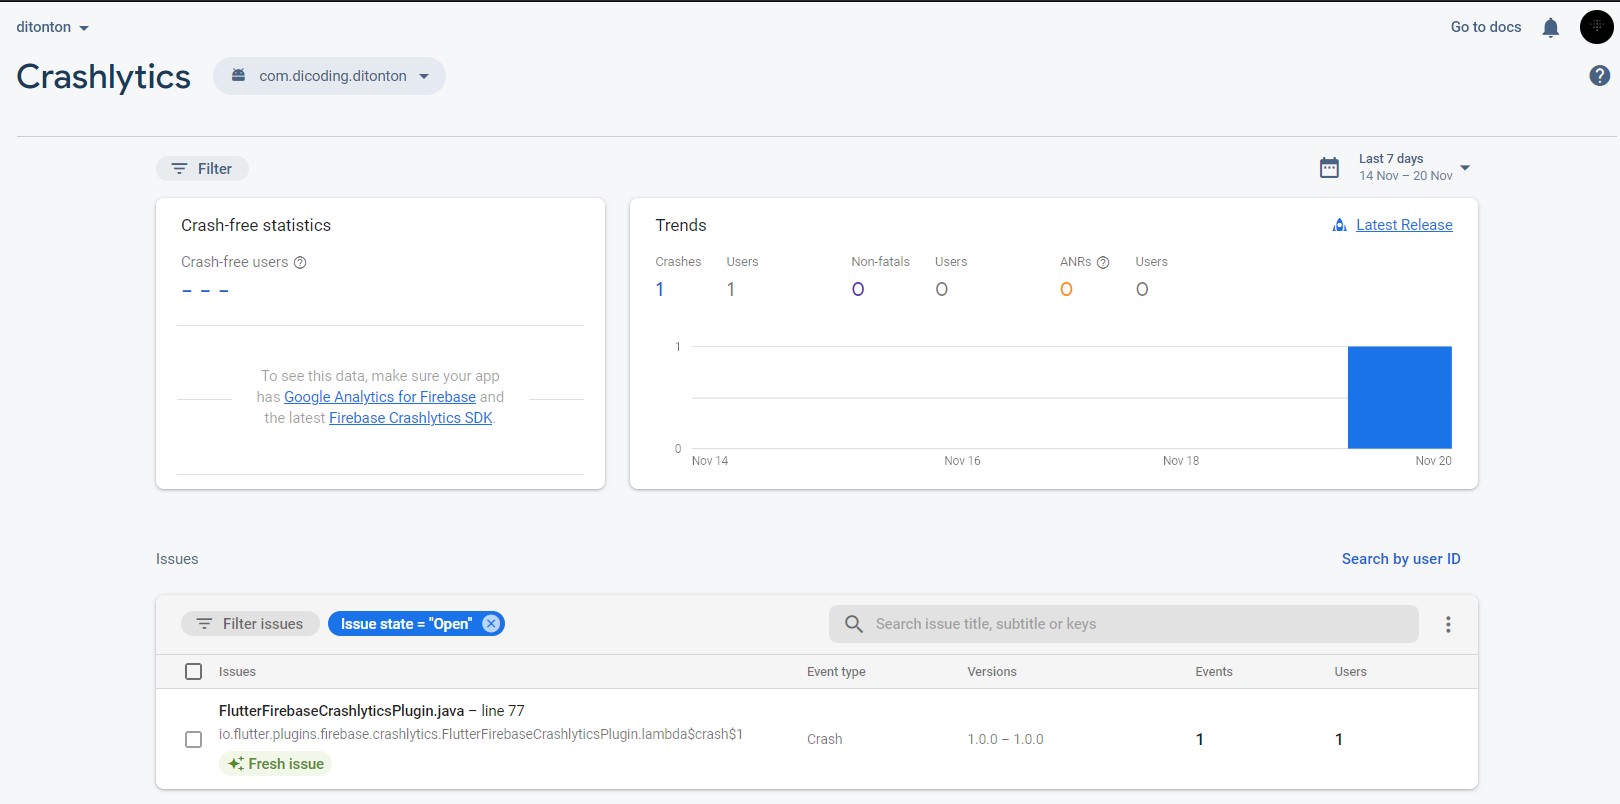 ditonton
Go to docs
Crashlytics
com.dicoding.ditonton
Filter
Last 7 days
14 Nov – 20 Nov
Crash-free statistics
Crash-free users
– – –
To see this data, make sure your app
has Google Analytics for Firebase and
the latest Firebase Crashlytics SDK.
Trends
Latest Release
Crashes Users Non-fatals Users ANRs Users
1 1 0 0 0 0
1
0
Nov 14 Nov 16 Nov 18 Nov 20
Issues
Search by user ID
Filter issues
Issue state = "Open"
Search issue title, subtitle or keys
Issues Event type Versions Events Users
FlutterFirebaseCrashlyticsPlugin.java – line 77
io.flutter.plugins.firebase.crashlytics.FlutterFirebaseCrashlyticsPlugin.lambda$crash$1
Crash 1.0.0 – 1.0.0 1 1
Fresh issue